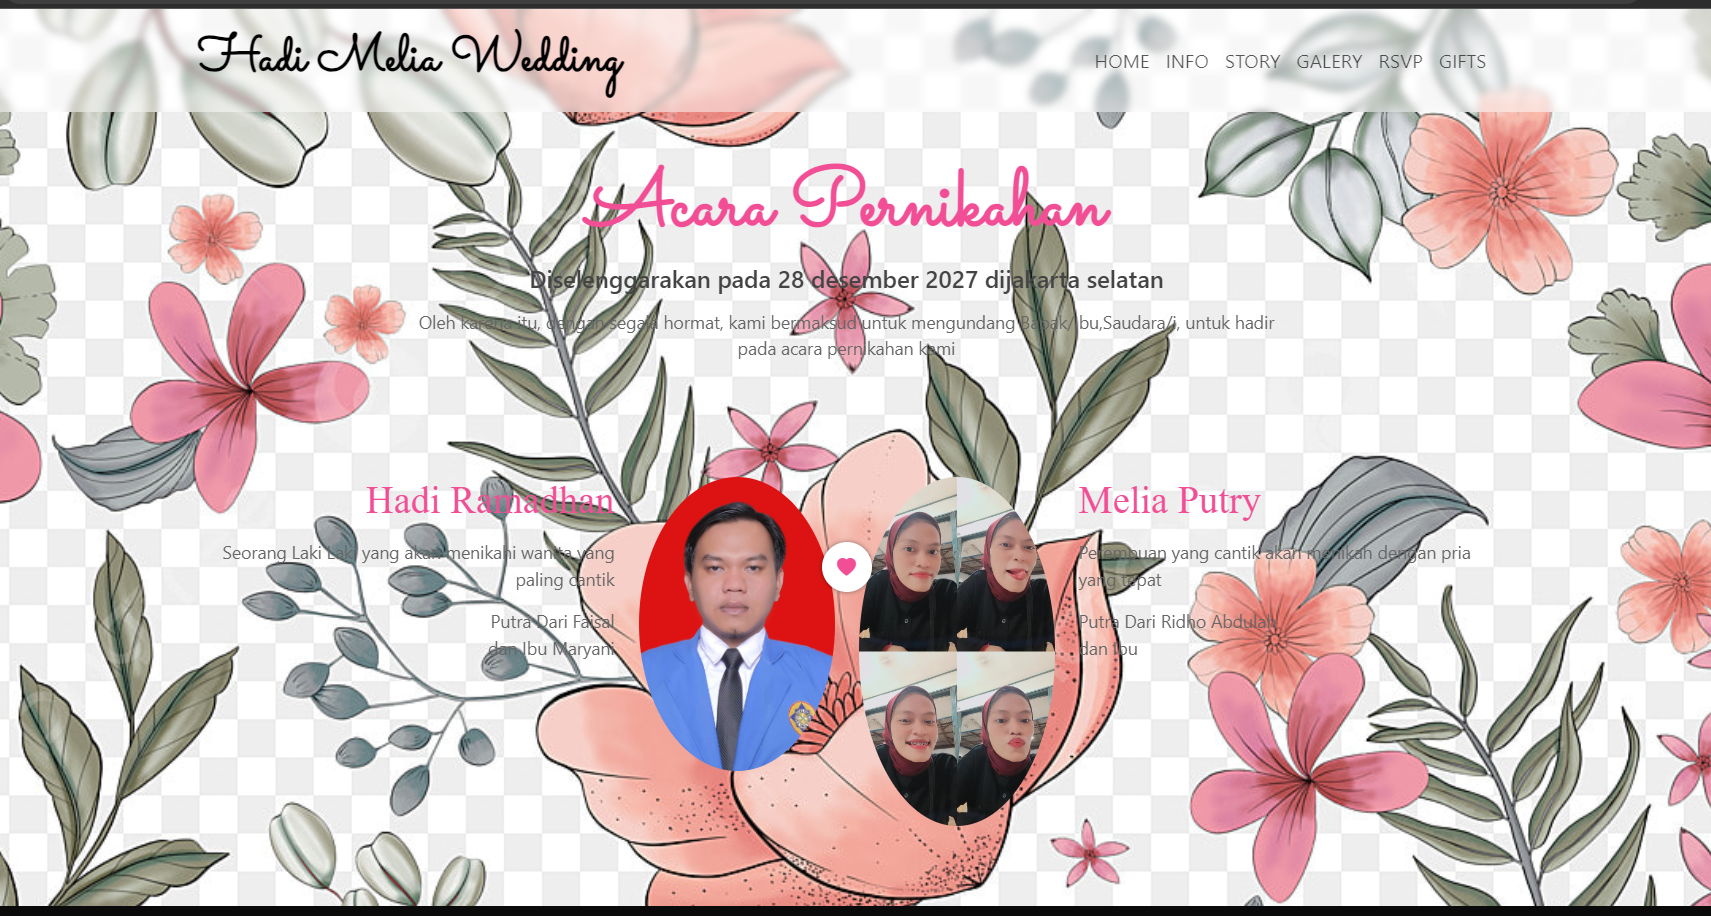 Hadi Melia Wedding
HOME INFO STORY GALERY RSVP GIFTS
Acara Pernikahan
Diselenggarakan pada 28 desember 2027 dijakarta selatan
Oleh karena itu, dengan segala hormat, kami bermaksud untuk mengundang Bapak/Ibu,Saudara/i, untuk hadir
pada acara pernikahan kami
Hadi Ramadhan
Seorang Laki Laki yang akan menikahi wanita yang
paling cantik
Putra Dari Faisal
dan Ibu Maryani
Melia Putry
Perempuan yang cantik akan menikah dengan pria
yang tepat
Putra Dari Ridho Abdulah
dan Ibu